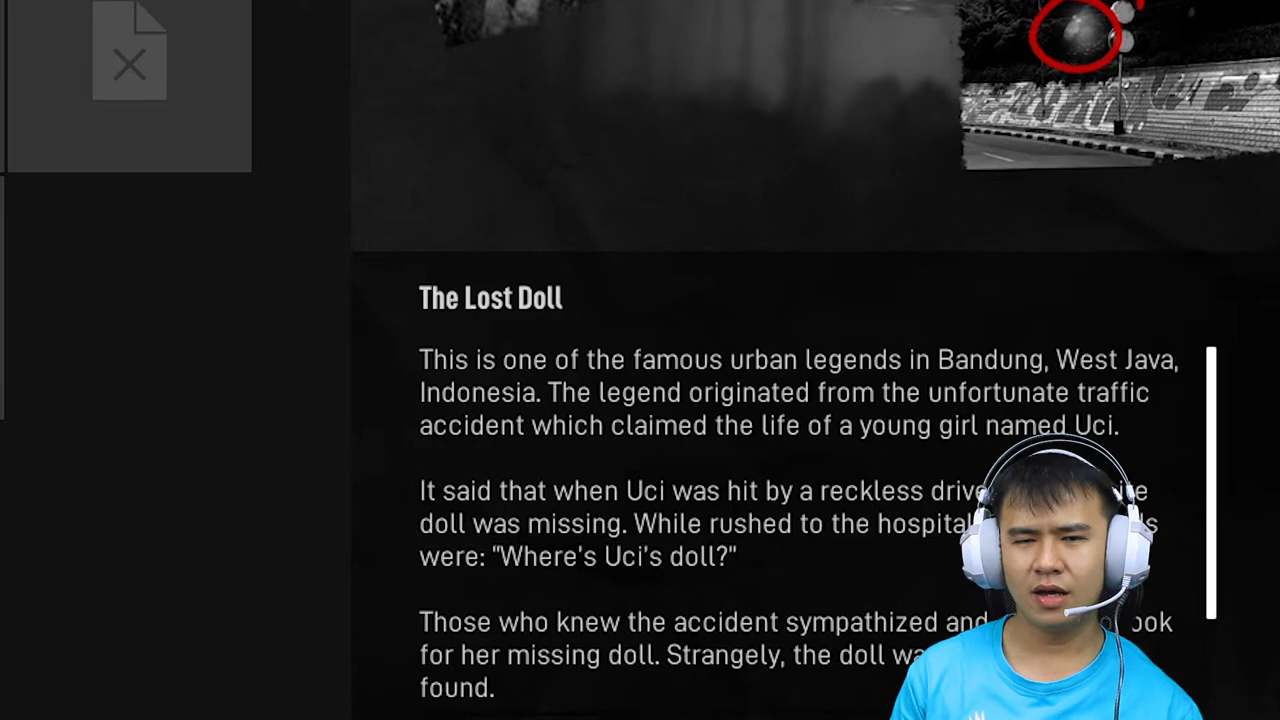 The Lost Doll
This is one of the famous urban legends in Bandung, West Java,
Indonesia. The legend originated from the unfortunate traffic
accident which claimed the life of a young girl named Uci.
It said that when Uci was hit by a reckless
doll was missing. While rushed to the hospital
were: “Where's Uci's doll?"
Those who knew the accident sympathized and
for her missing doll. Strangely, the doll
found.